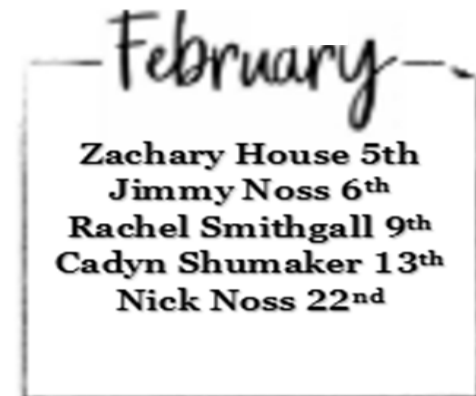 February
Zachary House 5th
Jimmy Noss 6th
Rachel Smithgall 9th
Cadyn Shumaker 13th
Nick Noss 22nd